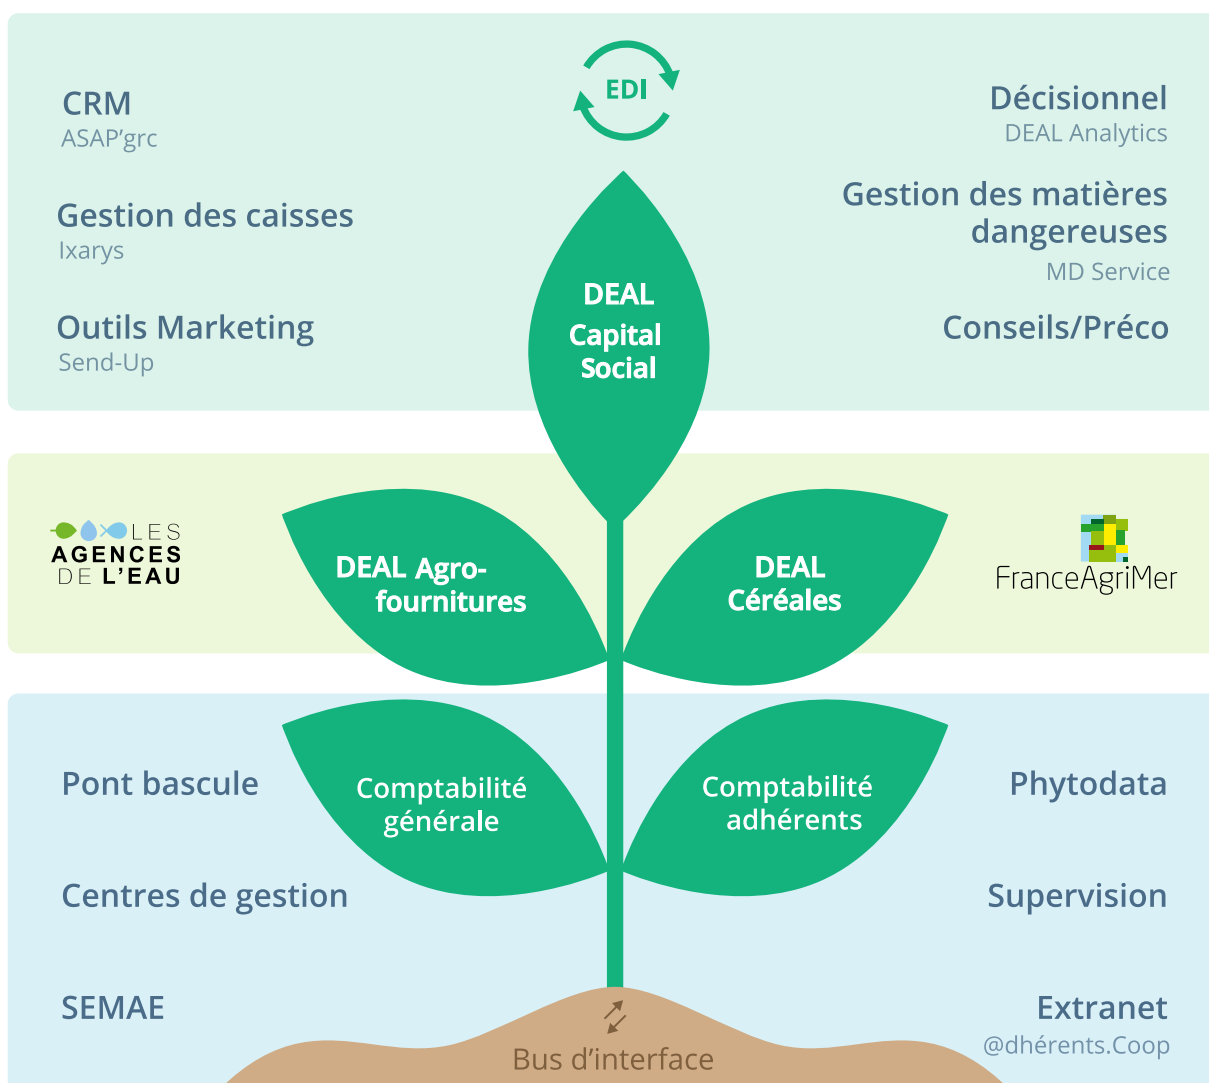 EDI
CRM
ASAP'grc
Gestion des caisses
Ixarys
Outils Marketing
Send-Up
Décisionnel
DEAL Analytics
Gestion des matières
dangereuses
MD Service
Conseils/Préco
DEAL
Capital
Social
LES
AGENCES
DE L'EAU
DEAL Agro-
fournitures
DEAL
Céréales
FranceAgriMer
Pont bascule
Centres de gestion
SEMAE
Comptabilité
générale
Comptabilité
adhérents
Phytodata
Supervision
Extranet
@dhérents.Coop
Bus d'interface